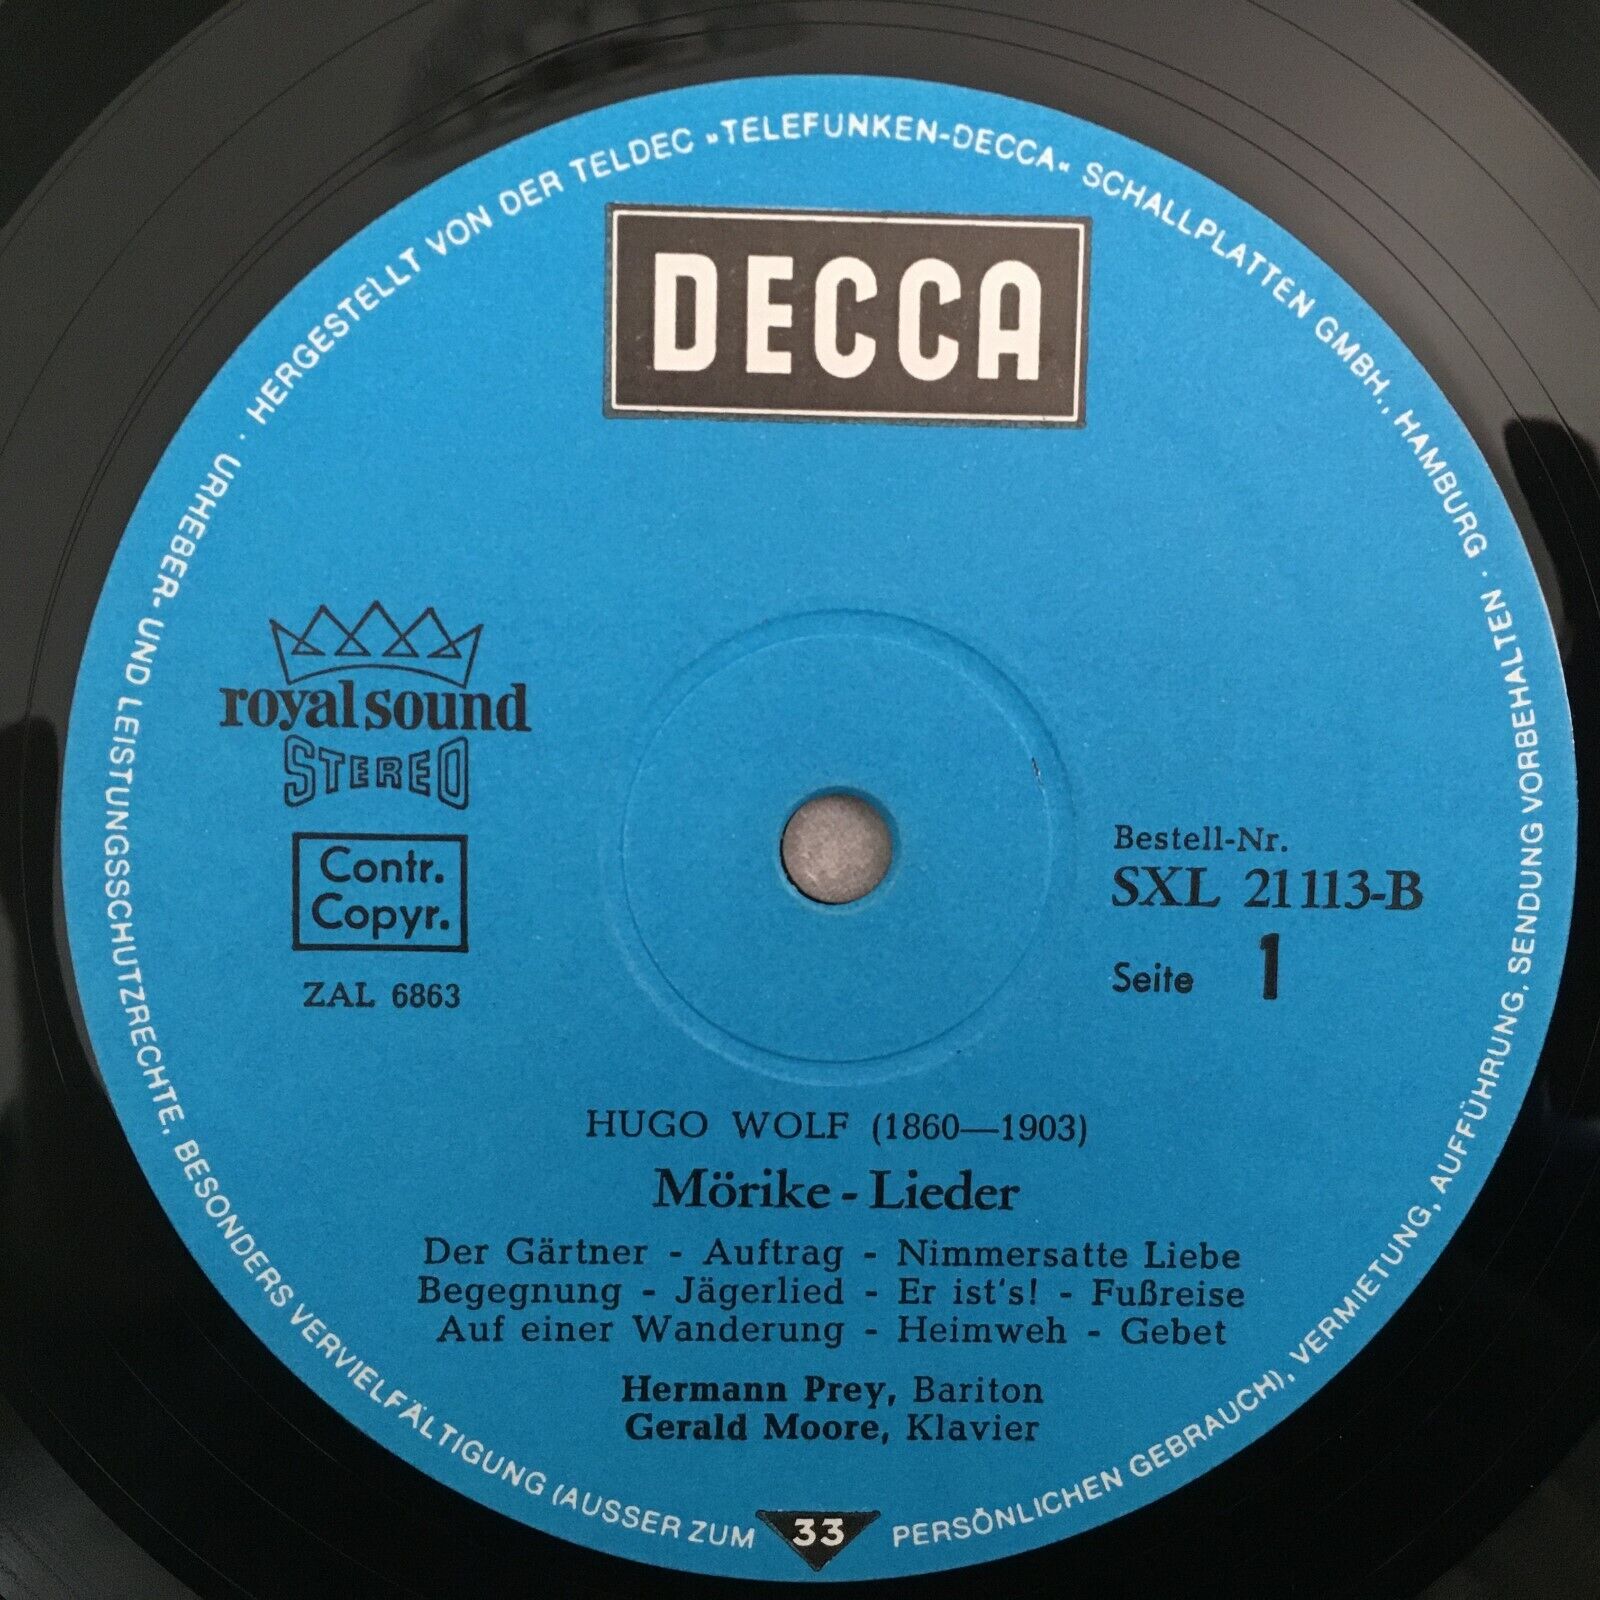 HERGESTELLT VON DER TELDEC »TELEFUNKEN-DECCA« SCHALLPLATTEN GMBH., HAMBURG · URHEBER- UND LEISTUNGSSCHUTZRECHTE, BESONDERS VERVIELFÄLTIGUNG (AUSSER ZUM PERSÖNLICHEN GEBRAUCH), VERMIETUNG, AUFFÜHRUNG, SENDUNG VORBEHALTEN ·
DECCA
royal sound
STEREO
Contr.
Copyr.
ZAL 6863
Bestell-Nr.
SXL 21 113-B
Seite 1
HUGO WOLF (1860—1903)
Mörike - Lieder
Der Gärtner - Auftrag - Nimmersatte Liebe
Begegnung - Jägerlied - Er ist's! - Fußreise
Auf einer Wanderung - Heimweh - Gebet
Hermann Prey, Bariton
Gerald Moore, Klavier
33